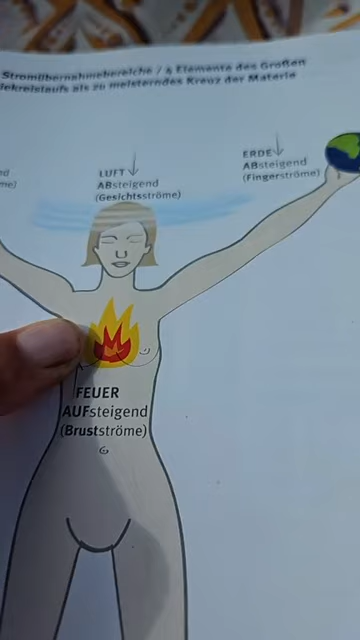 Stromübernahmebereiche / 4 Elemente des Großen
ekreislaufs als zu meisterndes Kreuz der Materie
ERDE
ABsteigend
(Fingerströme)
LUFT
ABsteigend
(Gesichtsströme)
FEUER
AUFsteigend
(Brustströme)